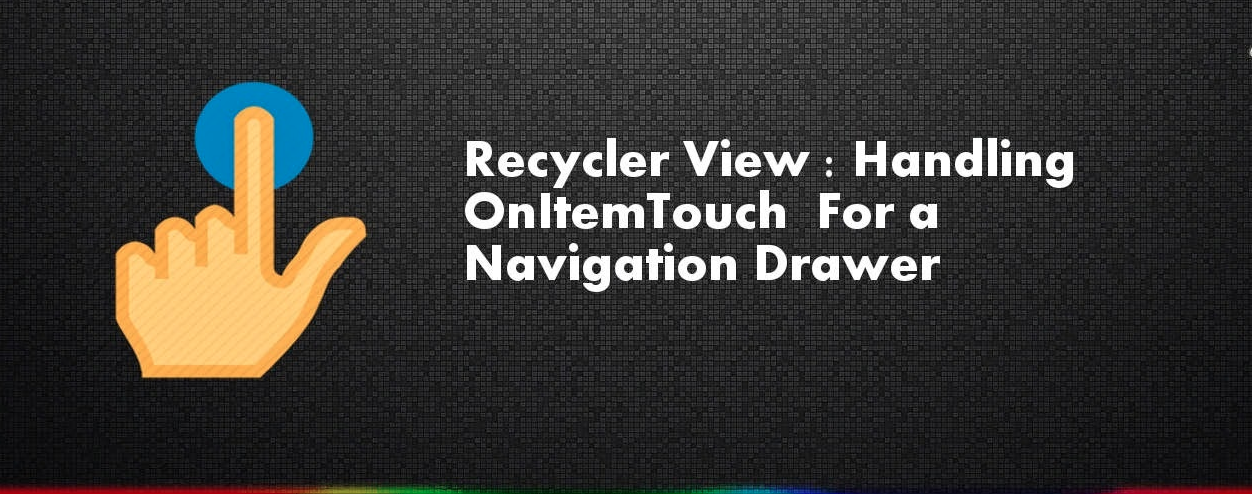 Recycler View : Handling
OnItemTouch  For a
Navigation Drawer